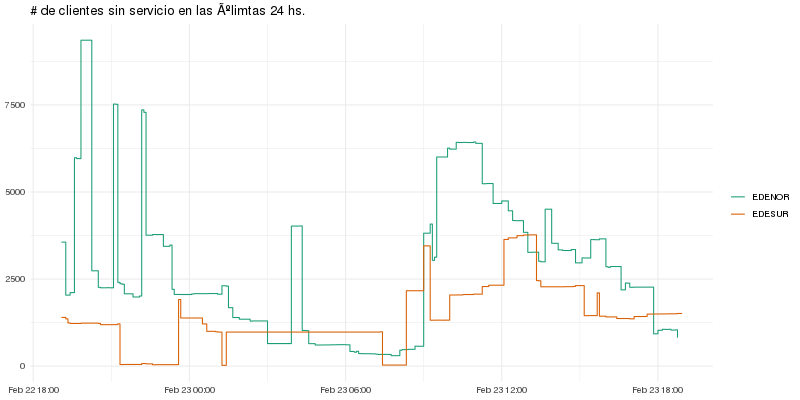 # de clientes sin servicio en las Ãºlimtas 24 hs.
7500
5000
2500
0
Feb 22 18:00
Feb 23 00:00
Feb 23 06:00
Feb 23 12:00
Feb 23 18:00
EDENOR
EDESUR